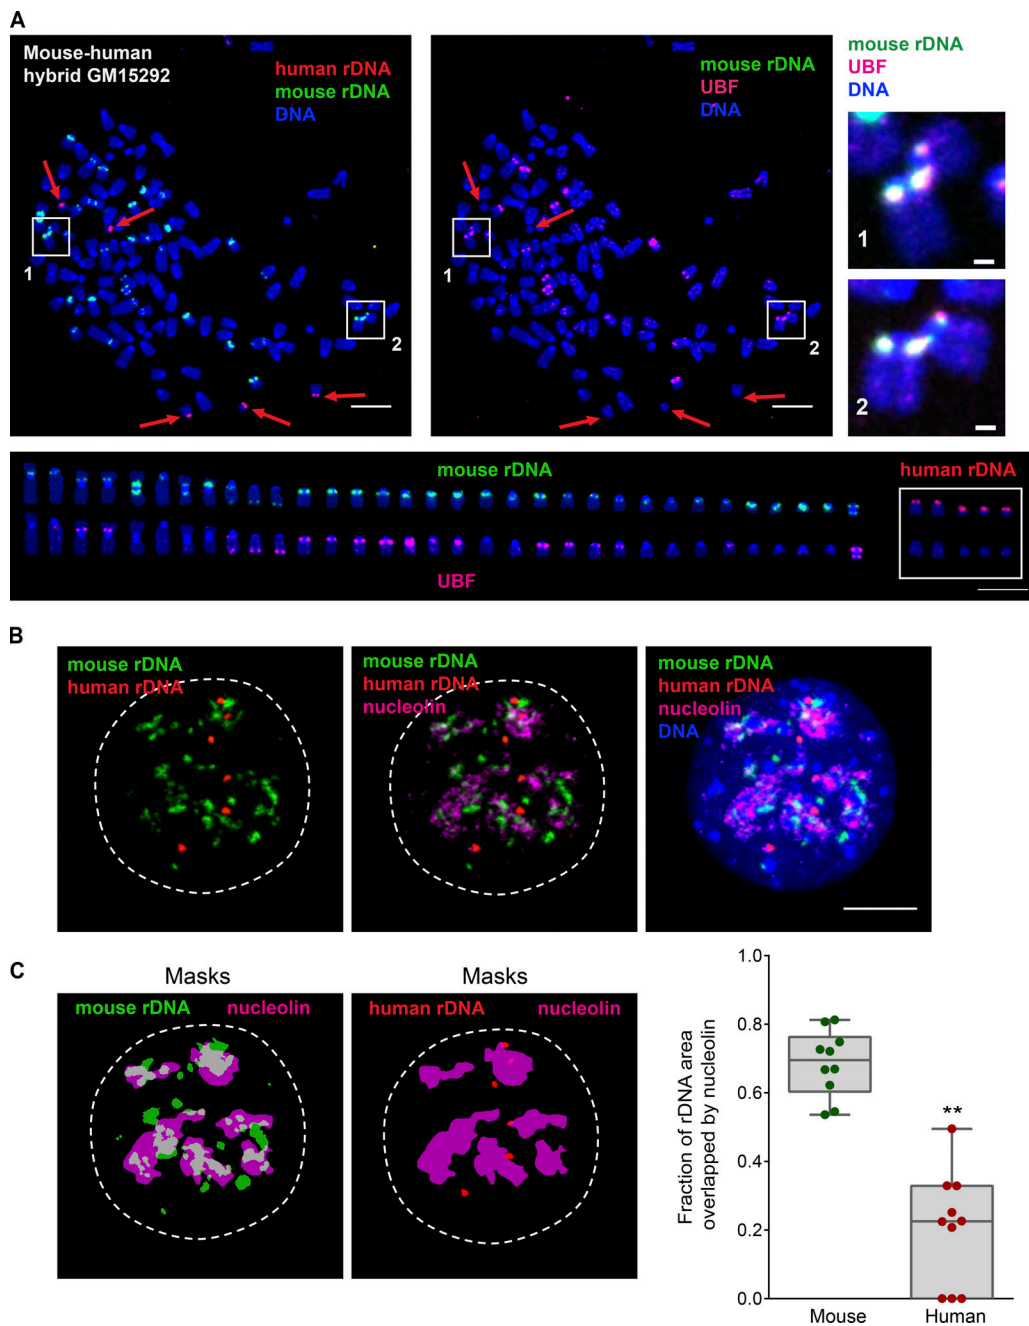 A
Mouse-human
hybrid GM15292
human rDNA
mouse rDNA
DNA
1
2
mouse rDNA
UBF
DNA
1
2
mouse rDNA
UBF
DNA
1
2
mouse rDNA
human rDNA
UBF
B
mouse rDNA
human rDNA
mouse rDNA
human rDNA
nucleolin
mouse rDNA
human rDNA
nucleolin
DNA
C
Masks
mouse rDNA nucleolin
Masks
human rDNA nucleolin
Fraction of rDNA area
overlapped by nucleolin
1.0
0.8
0.6
0.4
0.2
0.0
**
Mouse
Human